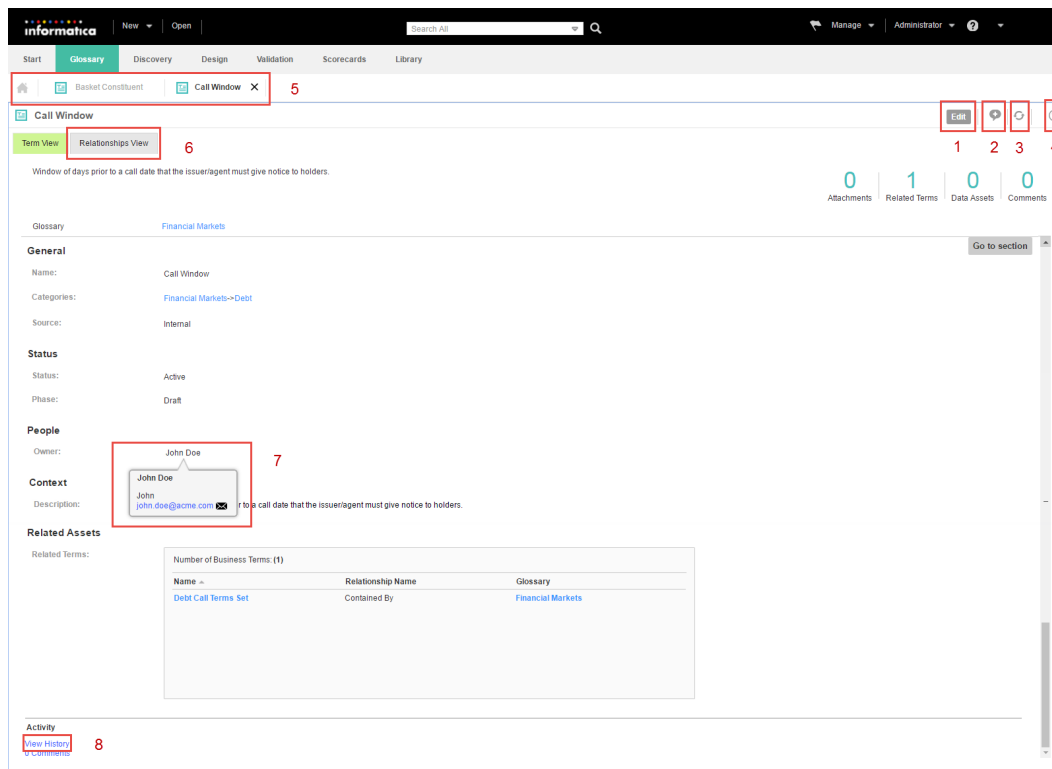 informatica New Open Search All Manage Administrator ?
Start Glossary Discovery Design Validation Scorecards Library
Basket Constituent Call Window X 5
Call Window Edit
1 2 3
Term View Relationships View 6
Window of days prior to a call date that the issuer/agent must give notice to holders.
0 1 0 0
Attachments Related Terms Data Assets Comments
Glossary Financial Markets
Go to section
General
Name: Call Window
Categories: Financial Markets->Debt
Source: Internal
Status
Status: Active
Phase: Draft
People
Owner: John Doe
7
John Doe
John
john.doe@acme.com
Context
Description: r to a call date that the issuer/agent must give notice to holders.
Related Assets
Related Terms:
Number of Business Terms: (1)
Name Relationship Name Glossary
Debt Call Terms Set Contained By Financial Markets
Activity
View History 8
0 Comments